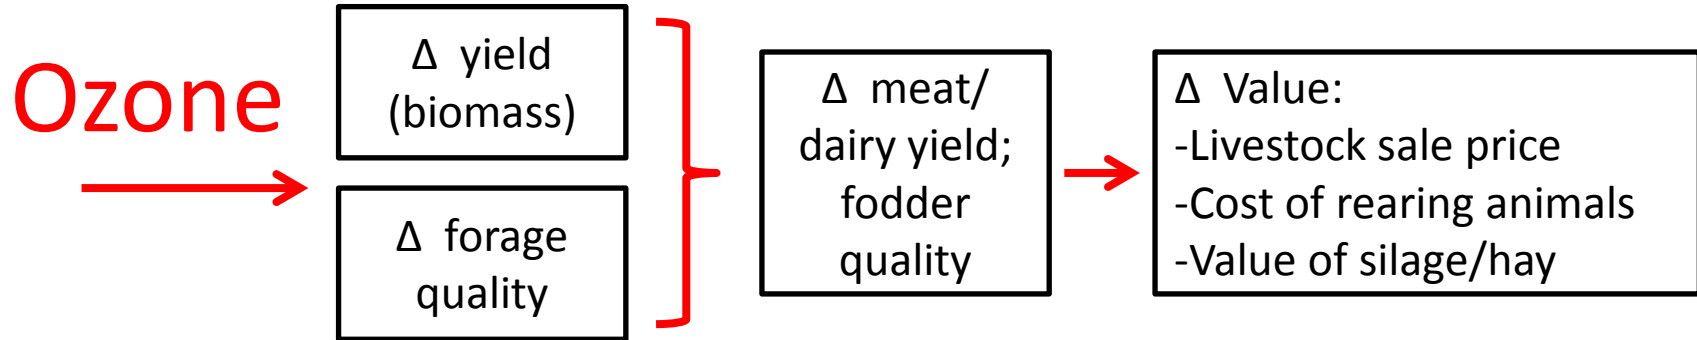 Ozone
Δ yield
(biomass)
Δ forage
quality
Δ meat/
dairy yield;
fodder
quality
Δ Value:
-Livestock sale price
-Cost of rearing animals
-Value of silage/hay